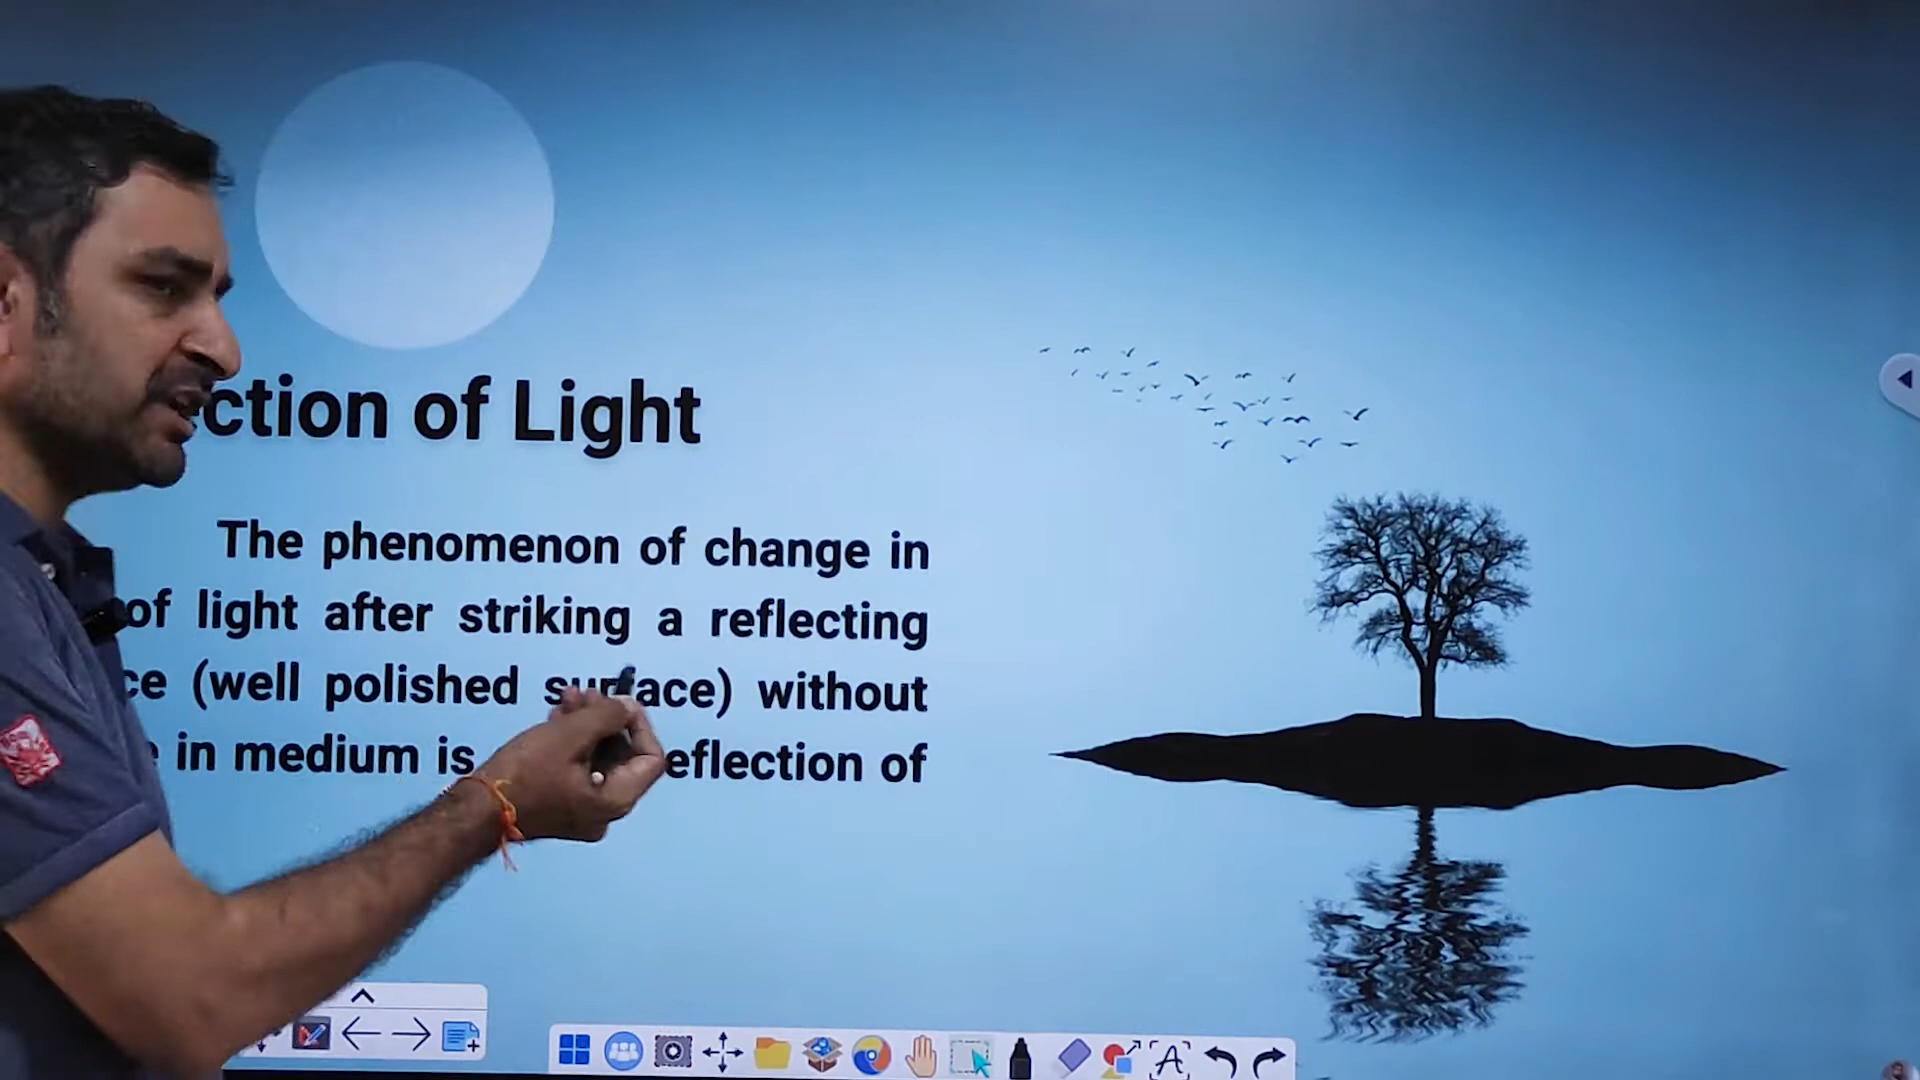 ction of Light
The phenomenon of change in
of light after striking a reflecting
ce (well polished surface) without
in medium is eflection of
A